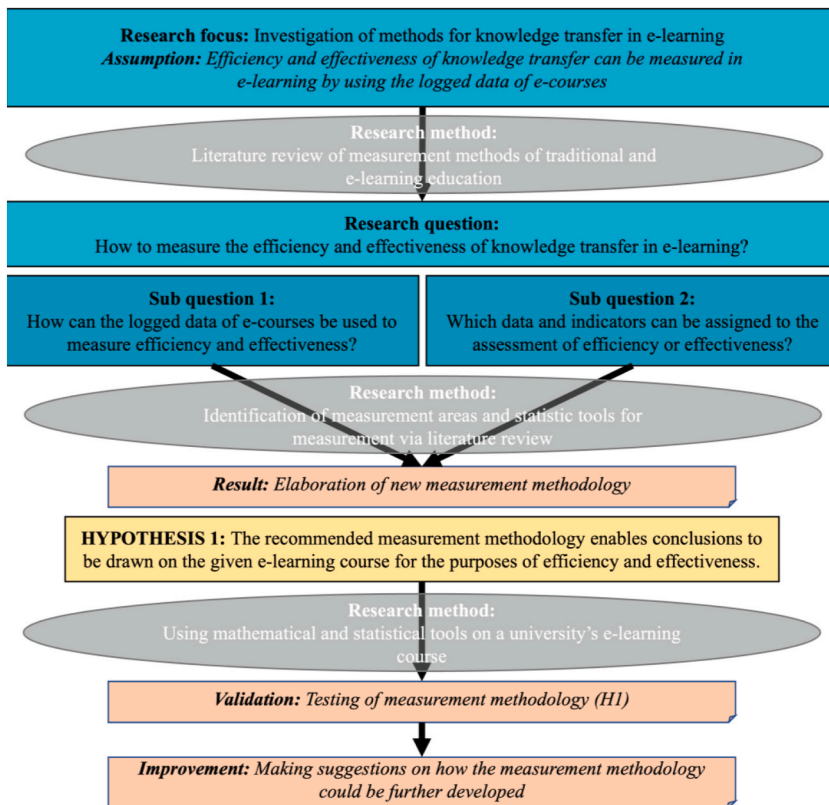 Research focus: Investigation of methods for knowledge transfer in e-learning
Assumption: Efficiency and effectiveness of knowledge transfer can be measured in
e-learning by using the logged data of e-courses
Research method:
Literature review of measurement methods of traditional and
e-learning education
Research question:
How to measure the efficiency and effectiveness of knowledge transfer in e-learning?
Sub question 1:
How can the logged data of e-courses be used to
measure efficiency and effectiveness?
Sub question 2:
Which data and indicators can be assigned to the
assessment of efficiency or effectiveness?
Research method:
Identification of measurement areas and statistic tools for
measurement via literature review
Result: Elaboration of new measurement methodology
HYPOTHESIS 1: The recommended measurement methodology enables conclusions to
be drawn on the given e-learning course for the purposes of efficiency and effectiveness.
Research method:
Using mathematical and statistical tools on a university's e-learning
course
Validation: Testing of measurement methodology (H1)
Improvement: Making suggestions on how the measurement methodology
could be further developed